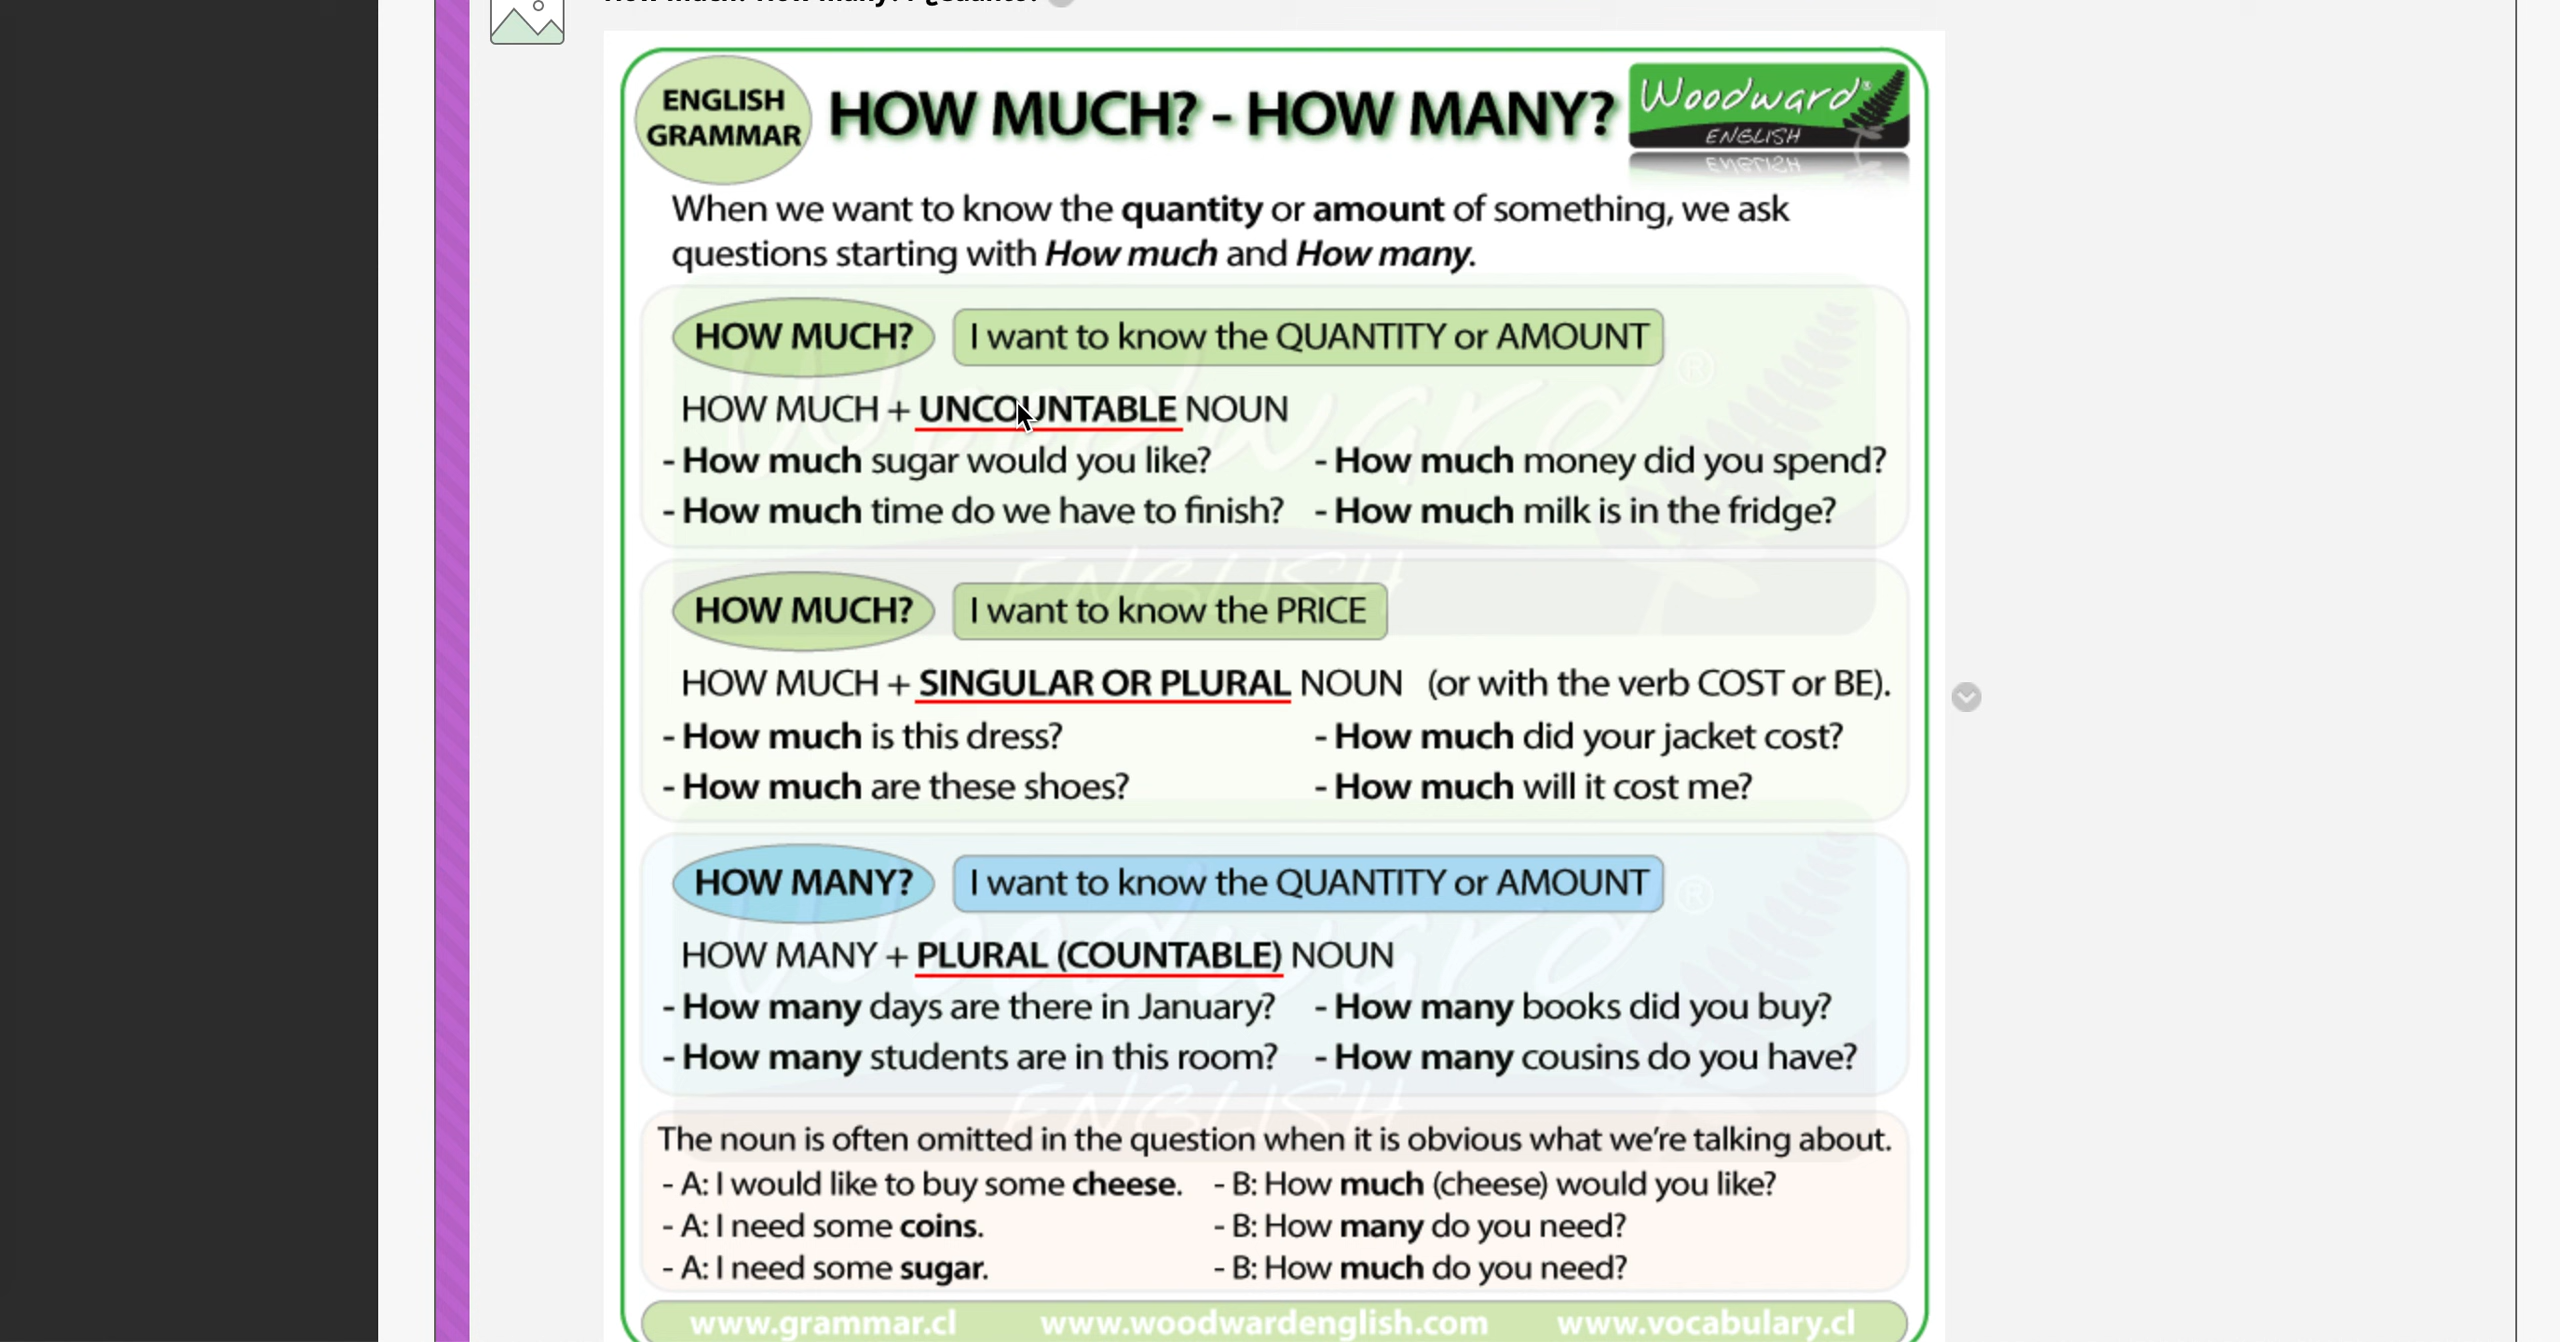 ENGLISH
GRAMMAR
HOW MUCH? - HOW MANY?
Woodward®
ENGLISH
When we want to know the quantity or amount of something, we ask
questions starting with How much and How many.
HOW MUCH? I want to know the QUANTITY or AMOUNT
HOW MUCH + UNCOUNTABLE NOUN
- How much sugar would you like? - How much money did you spend?
- How much time do we have to finish? - How much milk is in the fridge?
HOW MUCH? I want to know the PRICE
HOW MUCH + SINGULAR OR PLURAL NOUN (or with the verb COST or BE).
- How much is this dress? - How much did your jacket cost?
- How much are these shoes? - How much will it cost me?
HOW MANY? I want to know the QUANTITY or AMOUNT
HOW MANY + PLURAL (COUNTABLE) NOUN
- How many days are there in January? - How many books did you buy?
- How many students are in this room? - How many cousins do you have?
The noun is often omitted in the question when it is obvious what we're talking about.
- A: I would like to buy some cheese. - B: How much (cheese) would you like?
- A: I need some coins. - B: How many do you need?
- A: I need some sugar. - B: How much do you need?
www.grammar.cl www.woodwardenglish.com www.vocabulary.cl